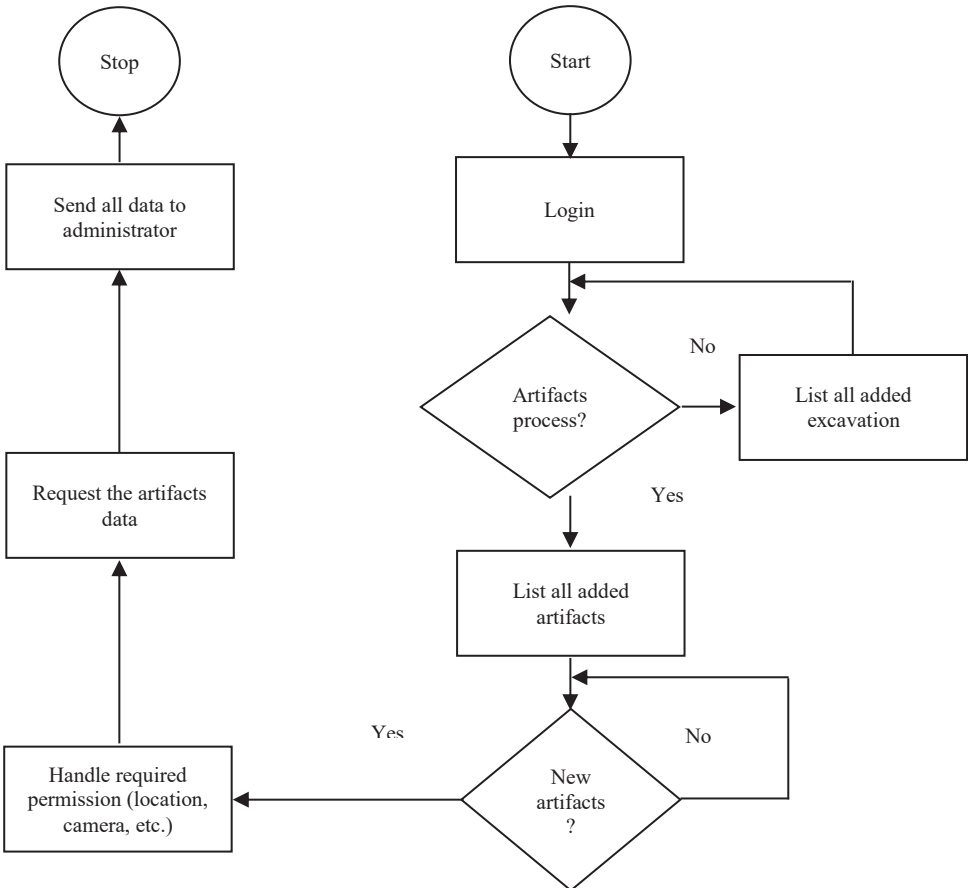 Stop
Start
Send all data to
administrator
Login
No
Artifacts
process?
List all added
excavation
Request the artifacts
data
Yes
List all added
artifacts
Yes
No
Handle required
permission (location,
camera, etc.)
New
artifacts
?